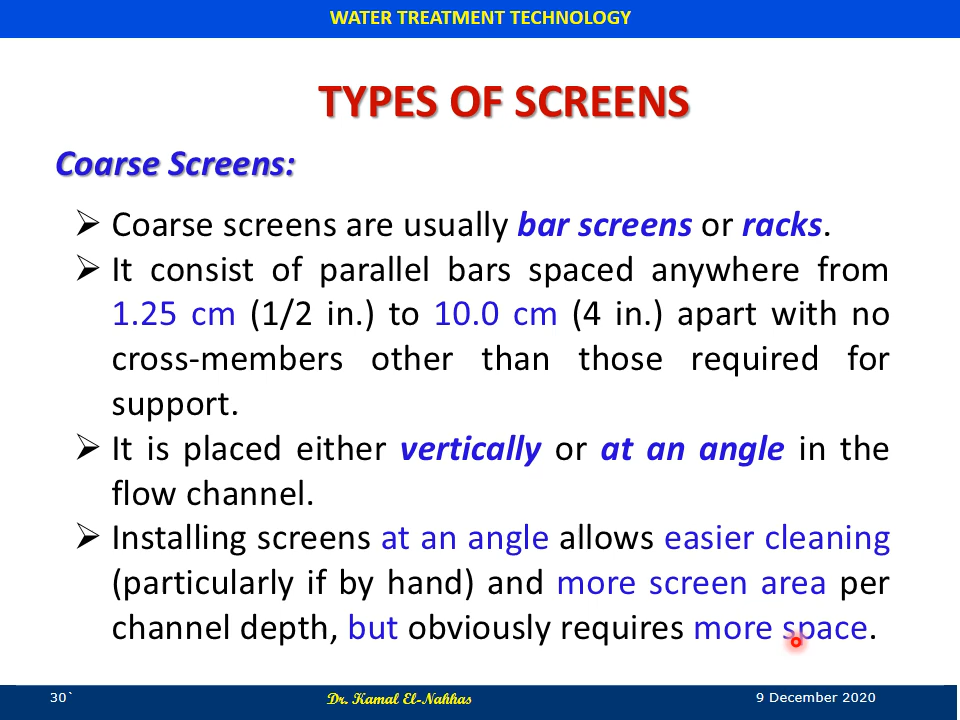 WATER TREATMENT TECHNOLOGY
TYPES OF SCREENS
Coarse Screens:
➢ Coarse screens are usually bar screens or racks.
➢ It consist of parallel bars spaced anywhere from
1.25 cm (1/2 in.) to 10.0 cm (4 in.) apart with no
cross-members other than those required for
support.
➢ It is placed either vertically or at an angle in the
flow channel.
➢ Installing screens at an angle allows easier cleaning
(particularly if by hand) and more screen area per
channel depth, but obviously requires more space.
30` Dr. Kamal El-Nahhas 9 December 2020